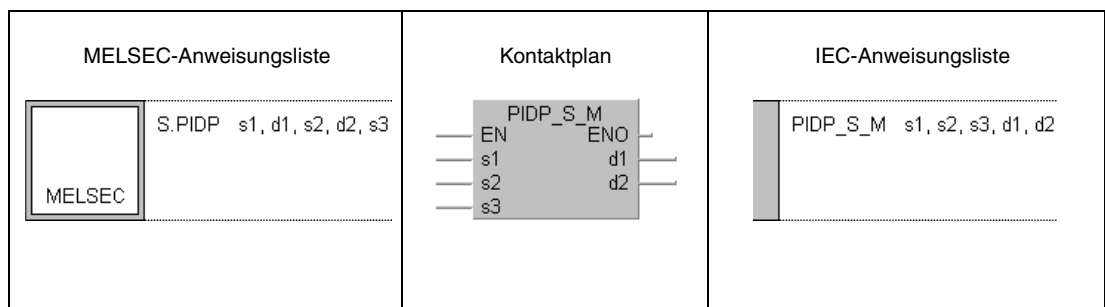 MELSEC-Anweisungsliste
MELSEC
S.PIDP s1, d1, s2, d2, s3
Kontaktplan
PIDP_S_M
EN ENO
s1 d1
s2 d2
s3
IEC-Anweisungsliste
PIDP_S_M s1, s2, s3, d1, d2